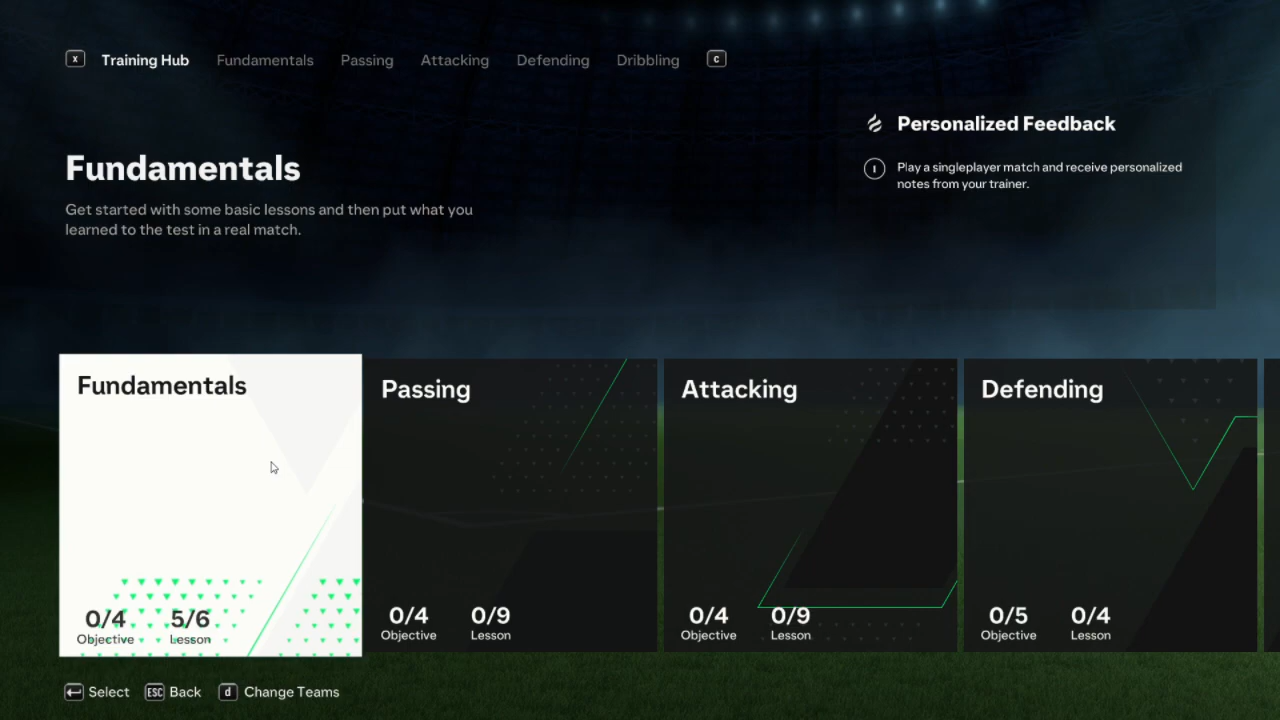 x Training Hub Fundamentals Passing Attacking Defending Dribbling c
Personalized Feedback
Play a singleplayer match and receive personalized
notes from your trainer.
Fundamentals
Get started with some basic lessons and then put what you
learned to the test in a real match.
Fundamentals
0/4 5/6
Objective Lesson
Passing
0/4 0/9
Objective Lesson
Attacking
0/4 0/9
Objective Lesson
Defending
0/5 0/4
Objective Lesson
Select ESC Back d Change Teams